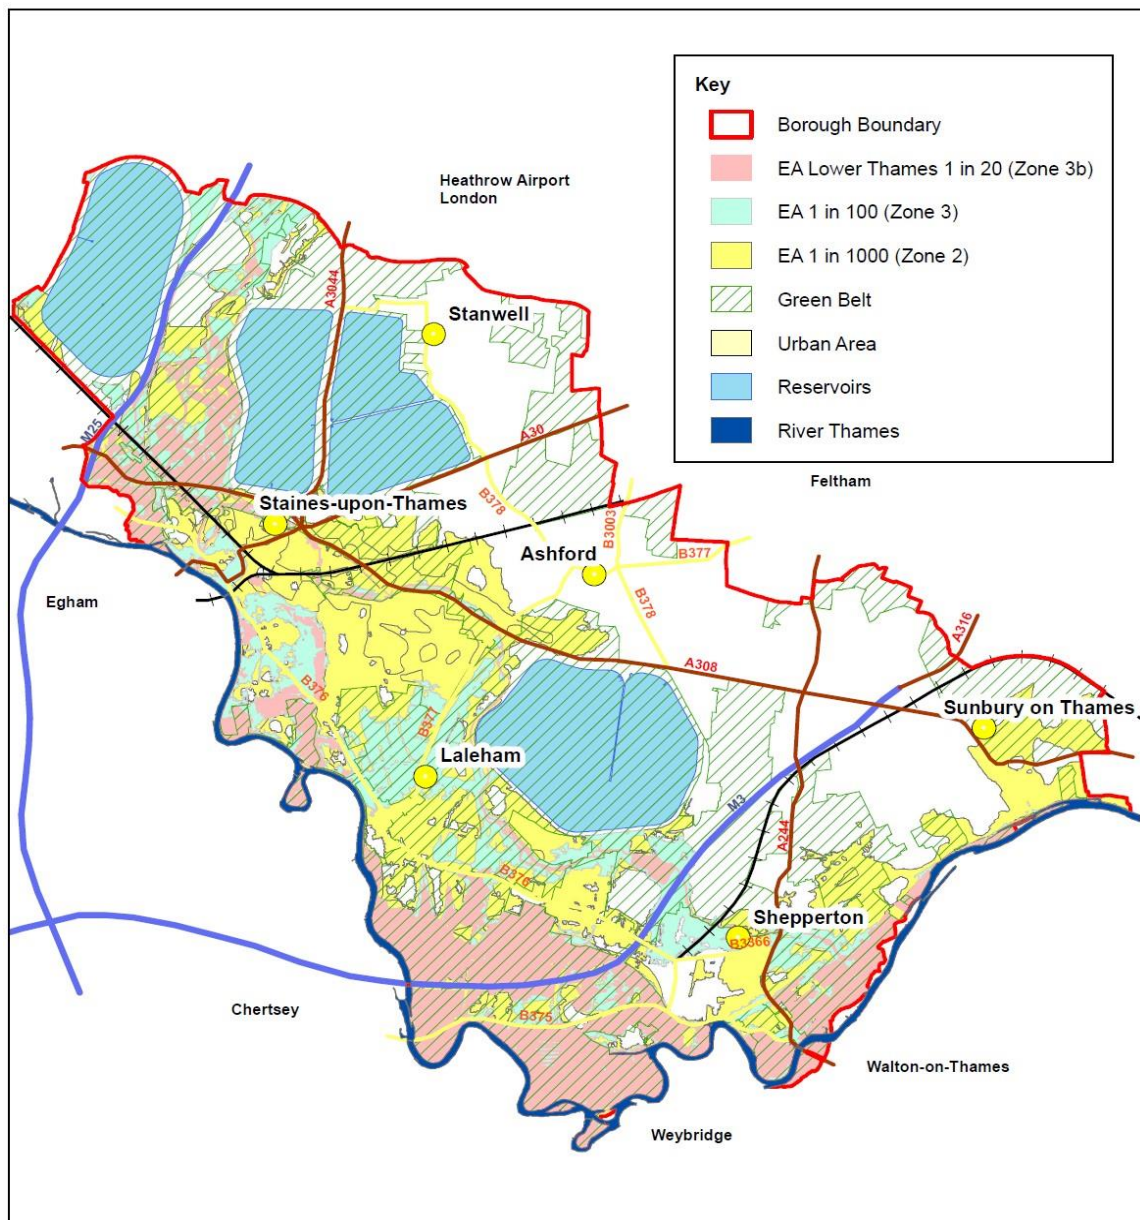 Key
Borough Boundary
EA Lower Thames 1 in 20 (Zone 3b)
EA 1 in 100 (Zone 3)
EA 1 in 1000 (Zone 2)
Green Belt
Urban Area
Reservoirs
River Thames
Heathrow Airport
London
A3044
Stanwell
A30
M25
B378
Feltham
Staines-upon-Thames
B3003
Ashford
B377
Egham
B378
A316
A308
B376
B377
Sunbury on Thames
Laleham
M3
A244
B376
Shepperton
B3366
Chertsey
B375
Walton-on-Thames
Weybridge